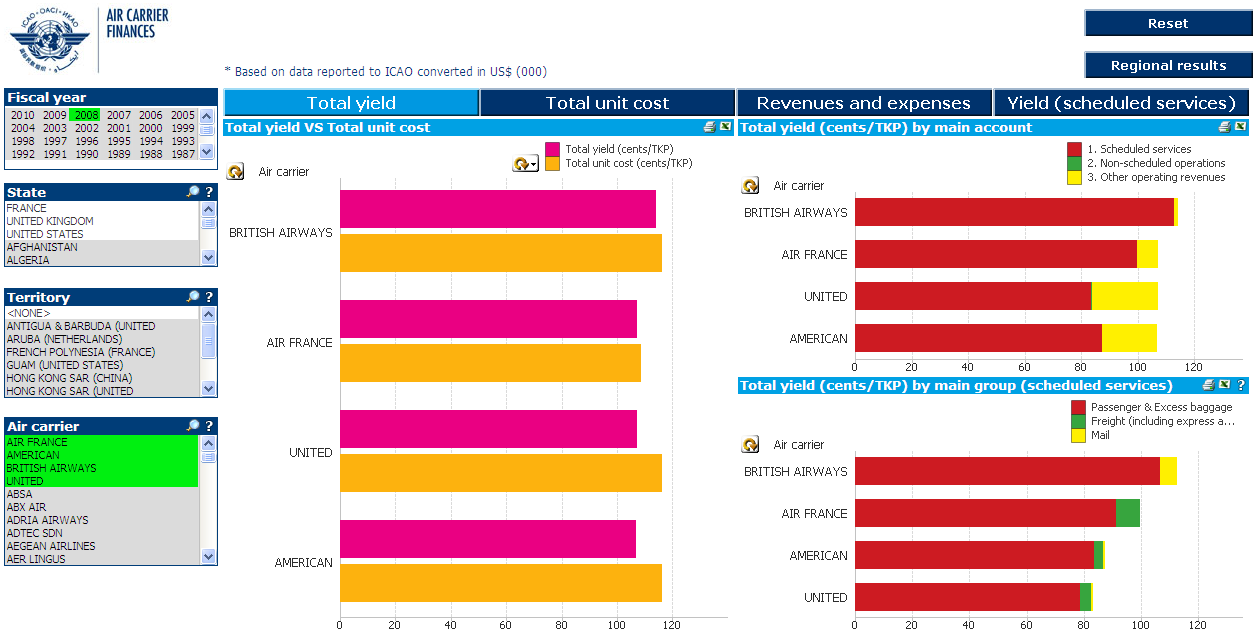 ICAO · OACI · ИКАО
AIR CARRIER
FINANCES
Reset
Regional results
* Based on data reported to ICAO converted in US$ (000)
Fiscal year
2010 2009 2008 2007 2006 2005
2004 2003 2002 2001 2000 1999
1998 1997 1996 1995 1994 1993
1992 1991 1990 1989 1988 1987
State ?
FRANCE
UNITED KINGDOM
UNITED STATES
AFGHANISTAN
ALGERIA
Territory ?
<NONE>
ANTIGUA & BARBUDA (UNITED
ARUBA (NETHERLANDS)
FRENCH POLYNESIA (FRANCE)
GUAM (UNITED STATES)
HONG KONG SAR (CHINA)
HONG KONG SAR (UNITED
Air carrier ?
AIR FRANCE
AMERICAN
BRITISH AIRWAYS
UNITED
ABSA
ABX AIR
ADRIA AIRWAYS
ADTEC SDN
AEGEAN AIRLINES
AER LINGUS
Total yield
Total unit cost
Revenues and expenses
Yield (scheduled services)
Total yield VS Total unit cost
Total yield (cents/TKP)
Total unit cost (cents/TKP)
Air carrier
BRITISH AIRWAYS
AIR FRANCE
UNITED
AMERICAN
0 20 40 60 80 100 120
Total yield (cents/TKP) by main account
1. Scheduled services
2. Non-scheduled operations
3. Other operating revenues
Air carrier
BRITISH AIRWAYS
AIR FRANCE
UNITED
AMERICAN
0 20 40 60 80 100 120
Total yield (cents/TKP) by main group (scheduled services) ?
Passenger & Excess baggage
Freight (including express a...
Mail
Air carrier
BRITISH AIRWAYS
AIR FRANCE
AMERICAN
UNITED
0 20 40 60 80 100 120